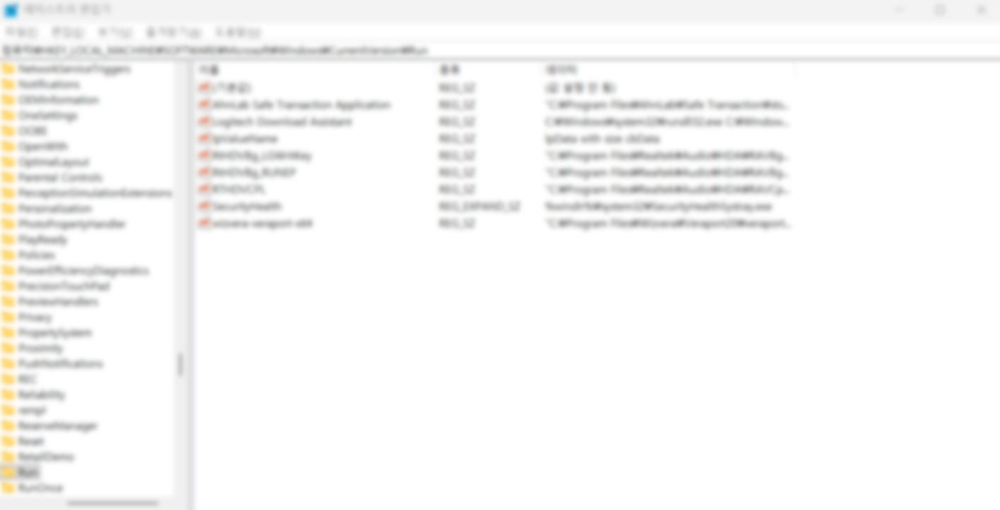 레지스트리 편집기
파일(F) 편집(E) 보기(V) 즐겨찾기(A) 도움말(H)
컴퓨터\HKEY_LOCAL_MACHINE\SOFTWARE\Microsoft\Windows\CurrentVersion\Run
NetworkServiceTriggers
Notifications
OEMInformation
OneSettings
OOBE
OpenWith
OptimalLayout
Parental Controls
PerceptionSimulationExtensions
Personalization
PhotoPropertyHandler
PlayReady
Policies
PowerEfficiencyDiagnostics
PrecisionTouchPad
PreviewHandlers
Privacy
PropertySystem
Proximity
PushNotifications
REC
Reliability
rempl
ReserveManager
Reset
RetailDemo
Run
RunOnce
이름 종류 데이터
(기본값) REG_SZ (값 설정 안 됨)
AhnLab Safe Transaction Application REG_SZ "C:₩Program Files₩AhnLab₩Safe Transaction₩sts...
Logitech Download Assistant REG_SZ C:₩Windows₩system32₩rundll32.exe C:₩Window...
lpValueName REG_SZ lpData with size cbData
RtHDVBg_LENOVO REG_SZ "C:₩Program Files₩Realtek₩Audio₩HDA₩RAVBg...
RtHDVBg_PUSHBUTTON REG_SZ "C:₩Program Files₩Realtek₩Audio₩HDA₩RAVBg...
RTHDVCPL REG_SZ "C:₩Program Files₩Realtek₩Audio₩HDA₩RAVCp...
SecurityHealth REG_EXPAND_SZ %windir%₩system32₩SecurityHealthSystray.exe
wizvera-veraport-x64 REG_SZ "C:₩Program Files₩Wizvera₩Veraport20₩veraport...